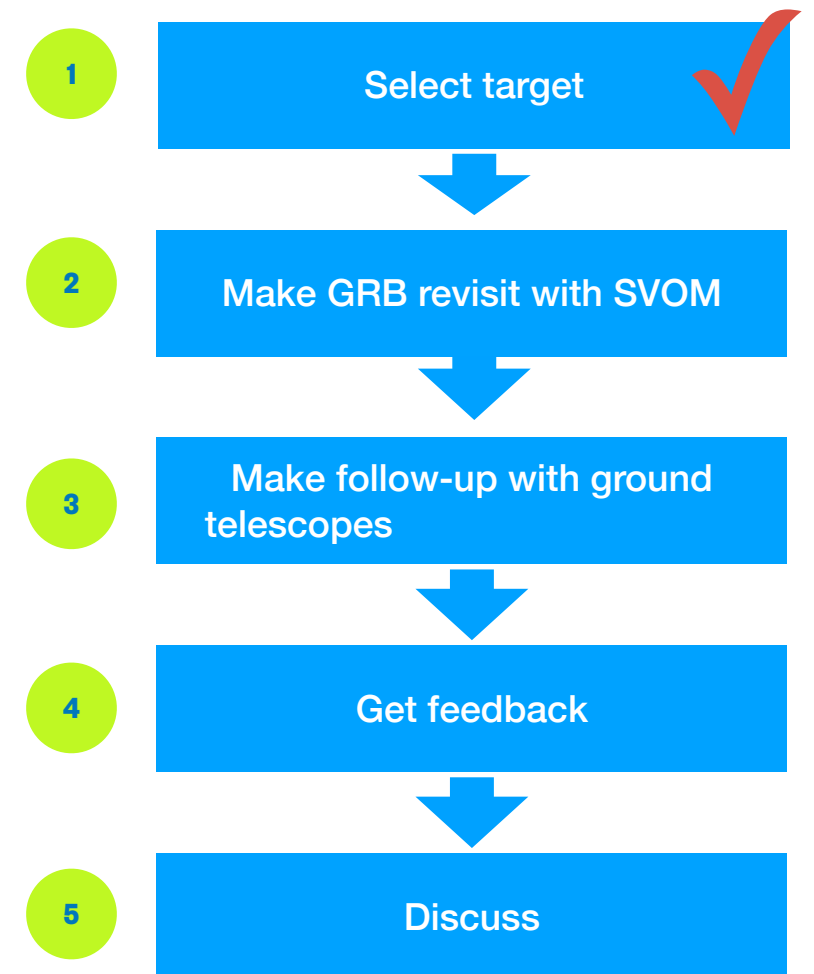 1
Select target
2
Make GRB revisit with SVOM
3
Make follow-up with ground
telescopes
4
Get feedback
5
Discuss